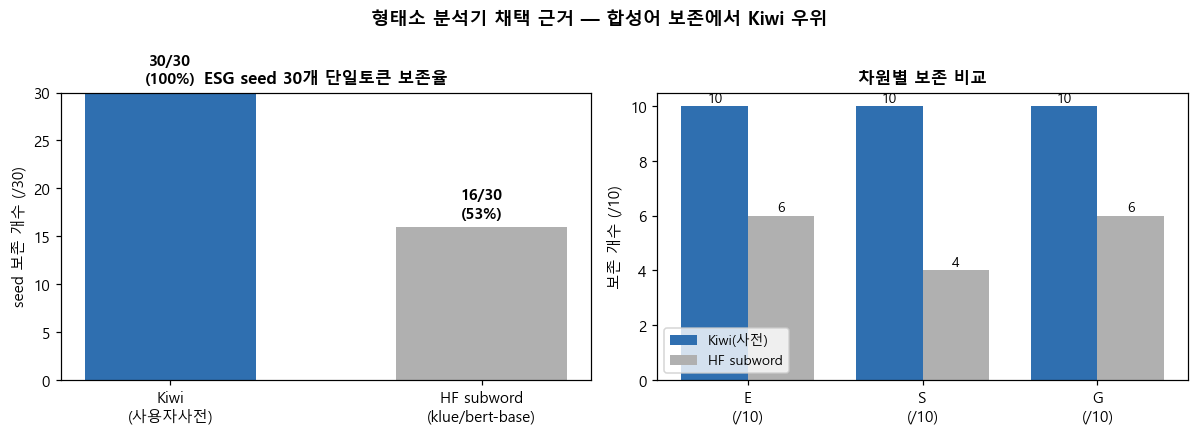 형태소 분석기 채택 근거 — 합성어 보존에서 Kiwi 우위
ESG seed 30개 단일토큰 보존율
30/30
(100%)
16/30
(53%)
seed 보존 개수 (/30)
30
25
20
15
10
5
0
Kiwi
(사용자사전)
HF subword
(klue/bert-base)
차원별 보존 비교
보존 개수 (/10)
10
8
6
4
2
0
10
6
10
4
10
6
Kiwi(사전)
HF subword
E
(/10)
S
(/10)
G
(/10)